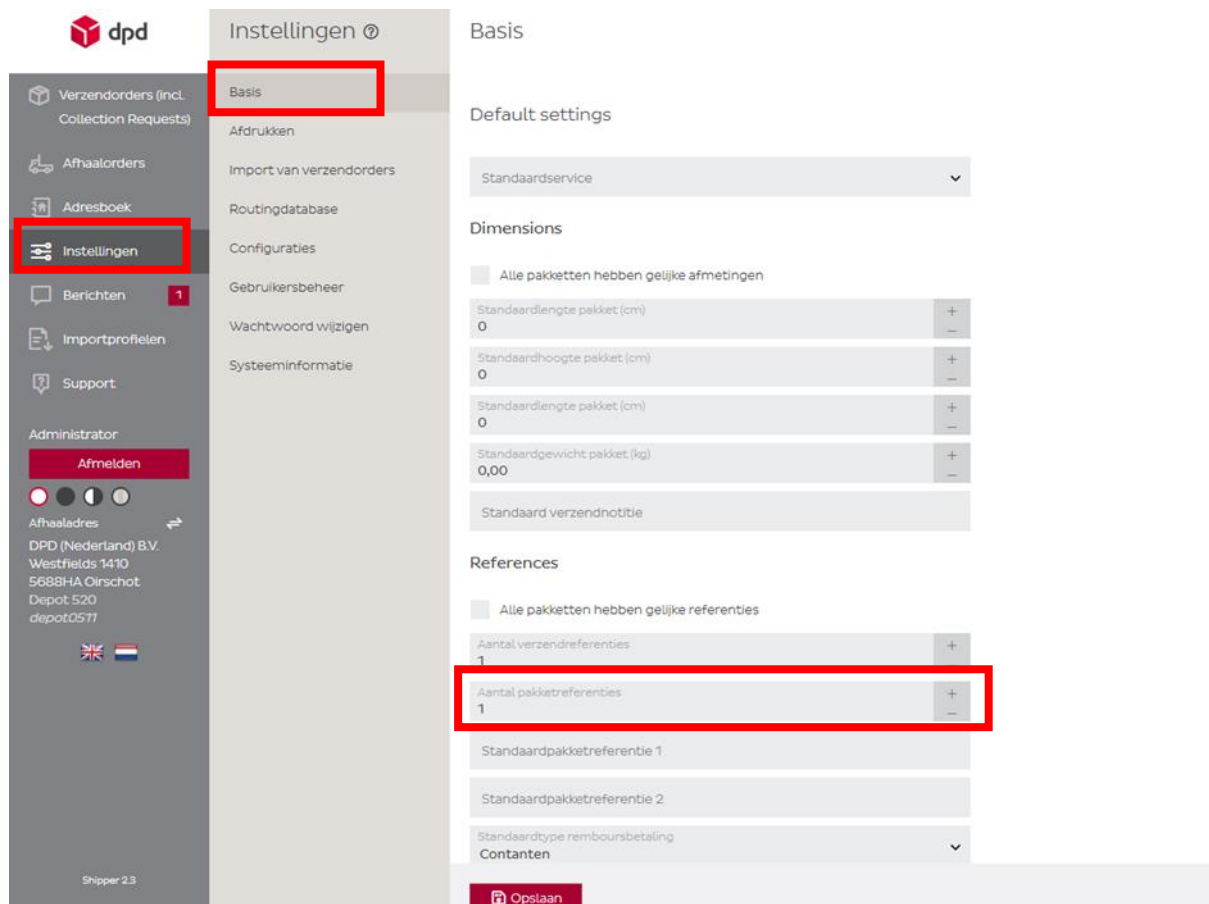 dpd
Verzendorders (incl.
Collection Requests)
Afhaalorders
Adresboek
Instellingen
Berichten 1
Importprofielen
Support
Administrator
Afmelden
Afhaaladres
DPD (Nederland) B.V.
Westfields 1410
5688HA Oirschot
Depot 520
depot0511
Shipper 2.3
Instellingen
Basis
Afdrukken
Import van verzendorders
Routingdatabase
Configuraties
Gebruikersbeheer
Wachtwoord wijzigen
Systeeminformatie
Basis
Default settings
Standaardservice
Dimensions
Alle pakketten hebben gelijke afmetingen
Standaardlengte pakket (cm)
0
Standaardhoogte pakket (cm)
0
Standaardlengte pakket (cm)
0
Standaardgewicht pakket (kg)
0,00
Standaard verzendnotitie
References
Alle pakketten hebben gelijke referenties
Aantal verzendreferenties
1
Aantal pakketreferenties
1
Standaardpakketreferentie 1
Standaardpakketreferentie 2
Standaardtype remboursbetaling
Contanten
Opslaan